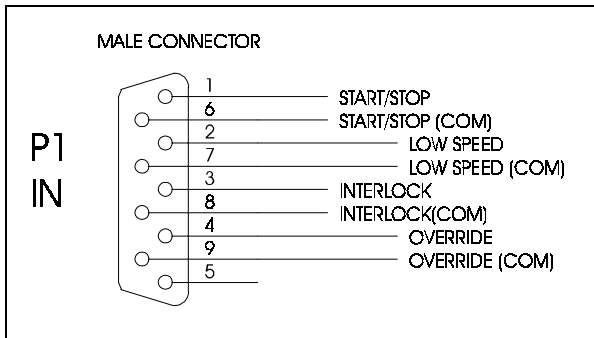 MALE CONNECTOR
P1
IN
1 START/STOP
6 START/STOP (COM)
2 LOW SPEED
7 LOW SPEED (COM)
3 INTERLOCK
8 INTERLOCK(COM)
4 OVERRIDE
9 OVERRIDE (COM)
5